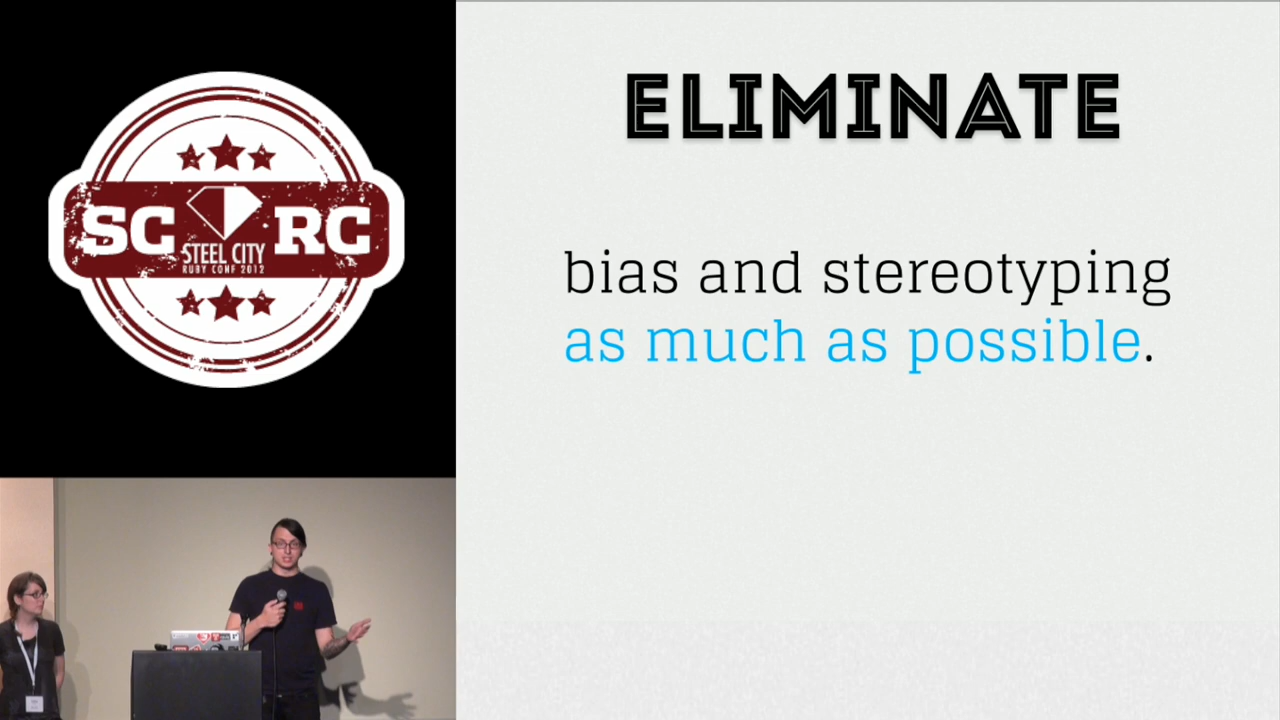 SC RC
STEEL CITY
RUBY CONF 2012
ELIMINATE
bias and stereotyping
as much as possible.